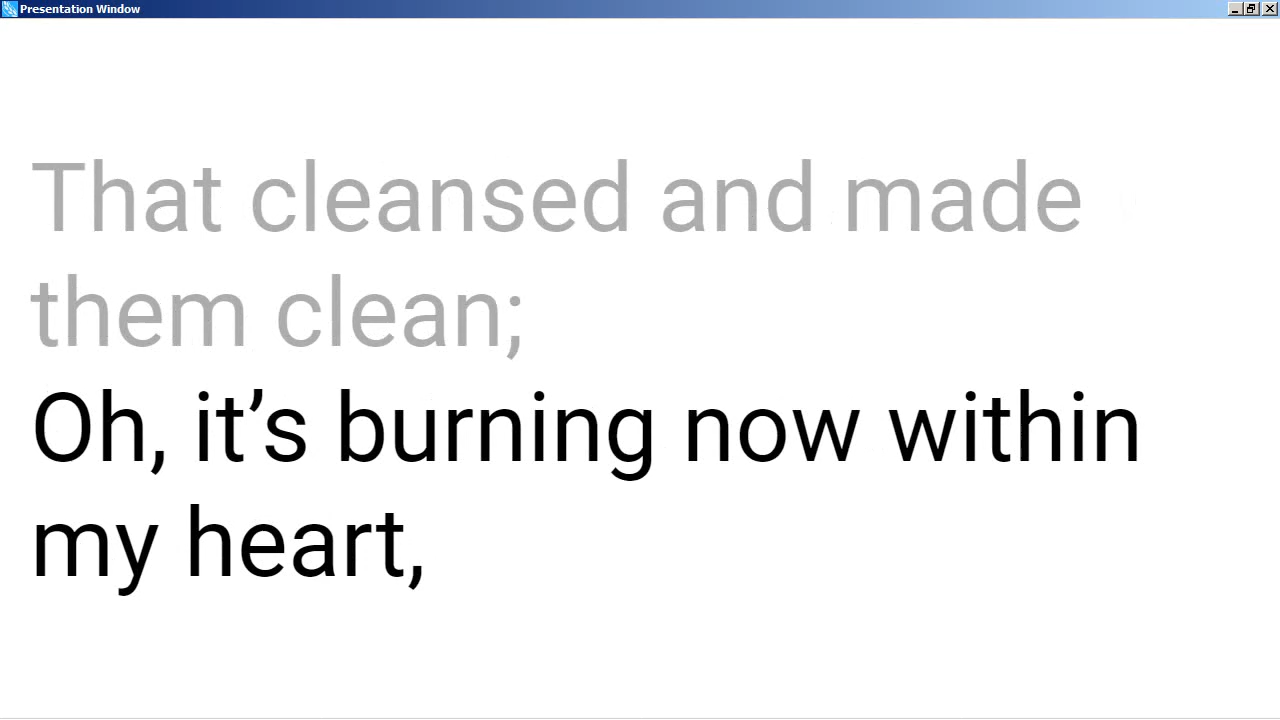 Presentation Window
That cleansed and made
them clean;
Oh, it’s burning now within
my heart,